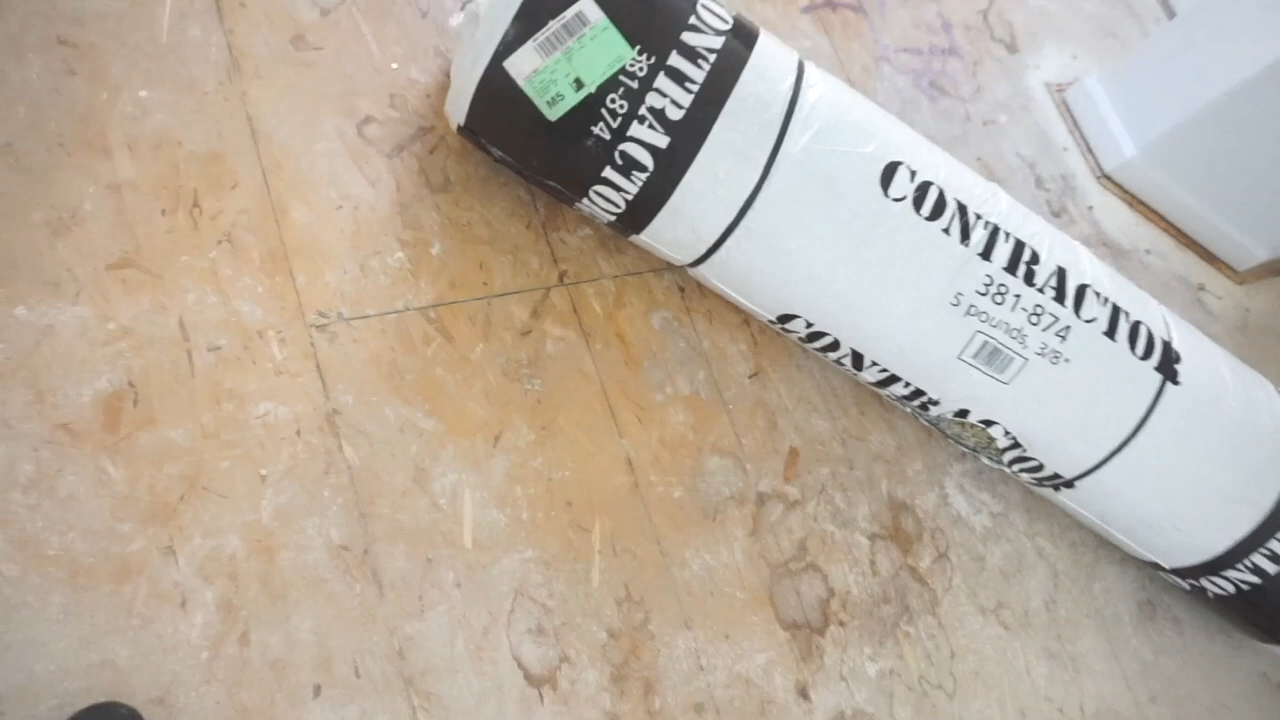 MS
381-874
CONTRACTOR
CONTRACTOR
381-874
5 pounds, 3/8"
CONTRACTOR